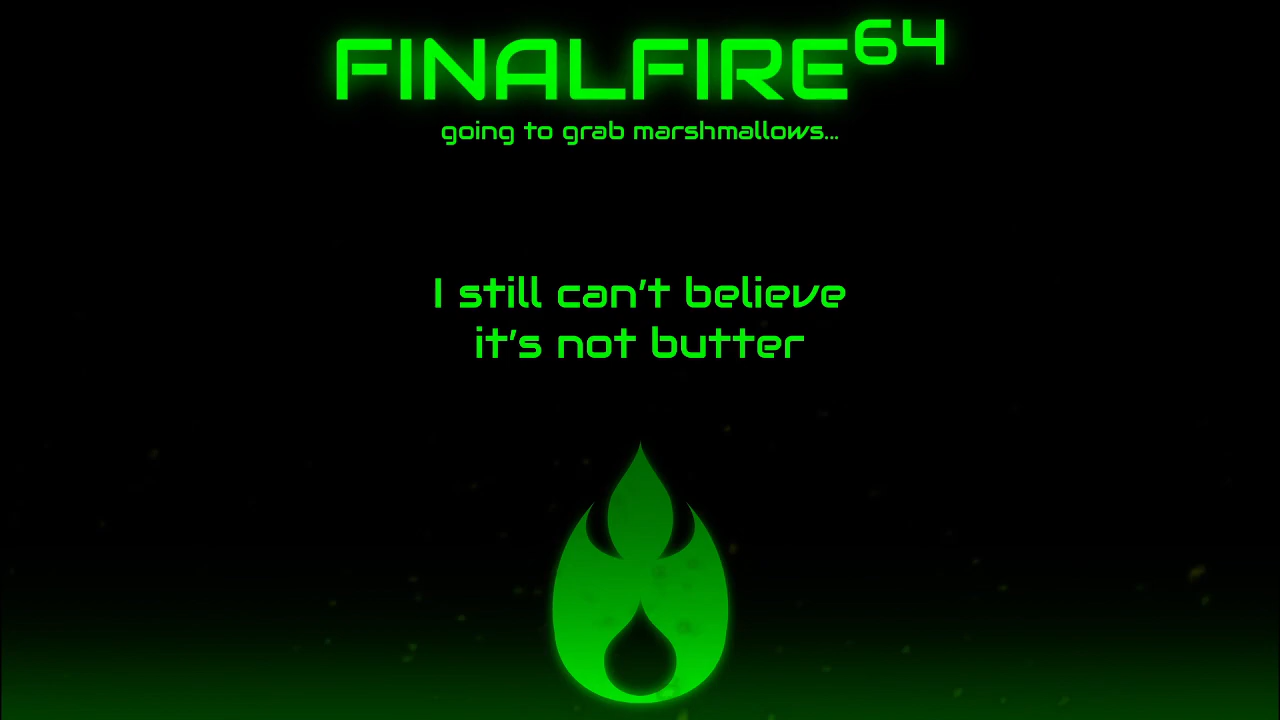 FINALFIRE⁶⁴
going to grab marshmallows...
I still can't believe
it's not butter